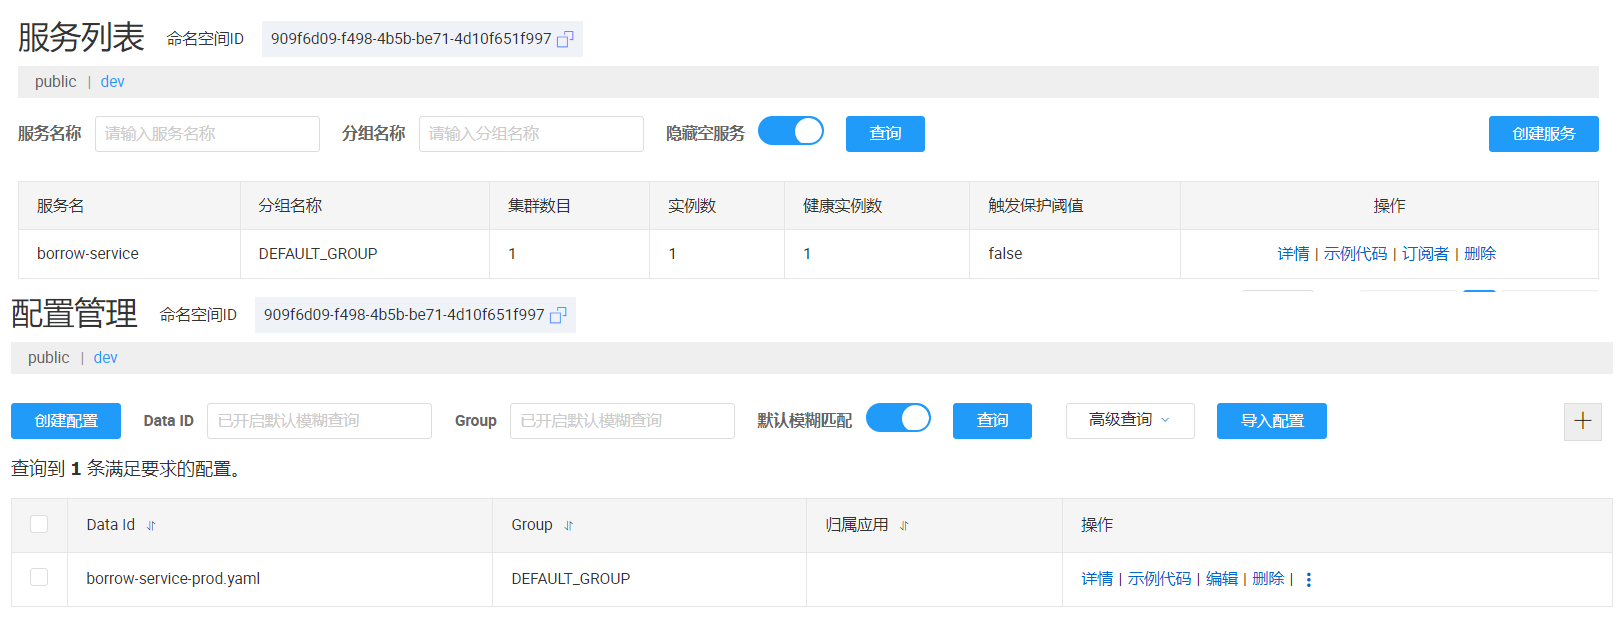 服务列表 命名空间ID 909f6d09-f498-4b5b-be71-4d10f651f997
public | dev
服务名称 请输入服务名称 分组名称 请输入分组名称 隐藏空服务 查询 创建服务
服务名 分组名称 集群数目 实例数 健康实例数 触发保护阈值 操作
borrow-service DEFAULT_GROUP 1 1 1 false 详情 | 示例代码 | 订阅者 | 删除
配置管理 命名空间ID 909f6d09-f498-4b5b-be71-4d10f651f997
public | dev
创建配置 Data ID 已开启默认模糊查询 Group 已开启默认模糊查询 默认模糊匹配 查询 高级查询 导入配置
查询到 1 条满足要求的配置。
Data Id Group 归属应用 操作
borrow-service-prod.yaml DEFAULT_GROUP 详情 | 示例代码 | 编辑 | 删除 |